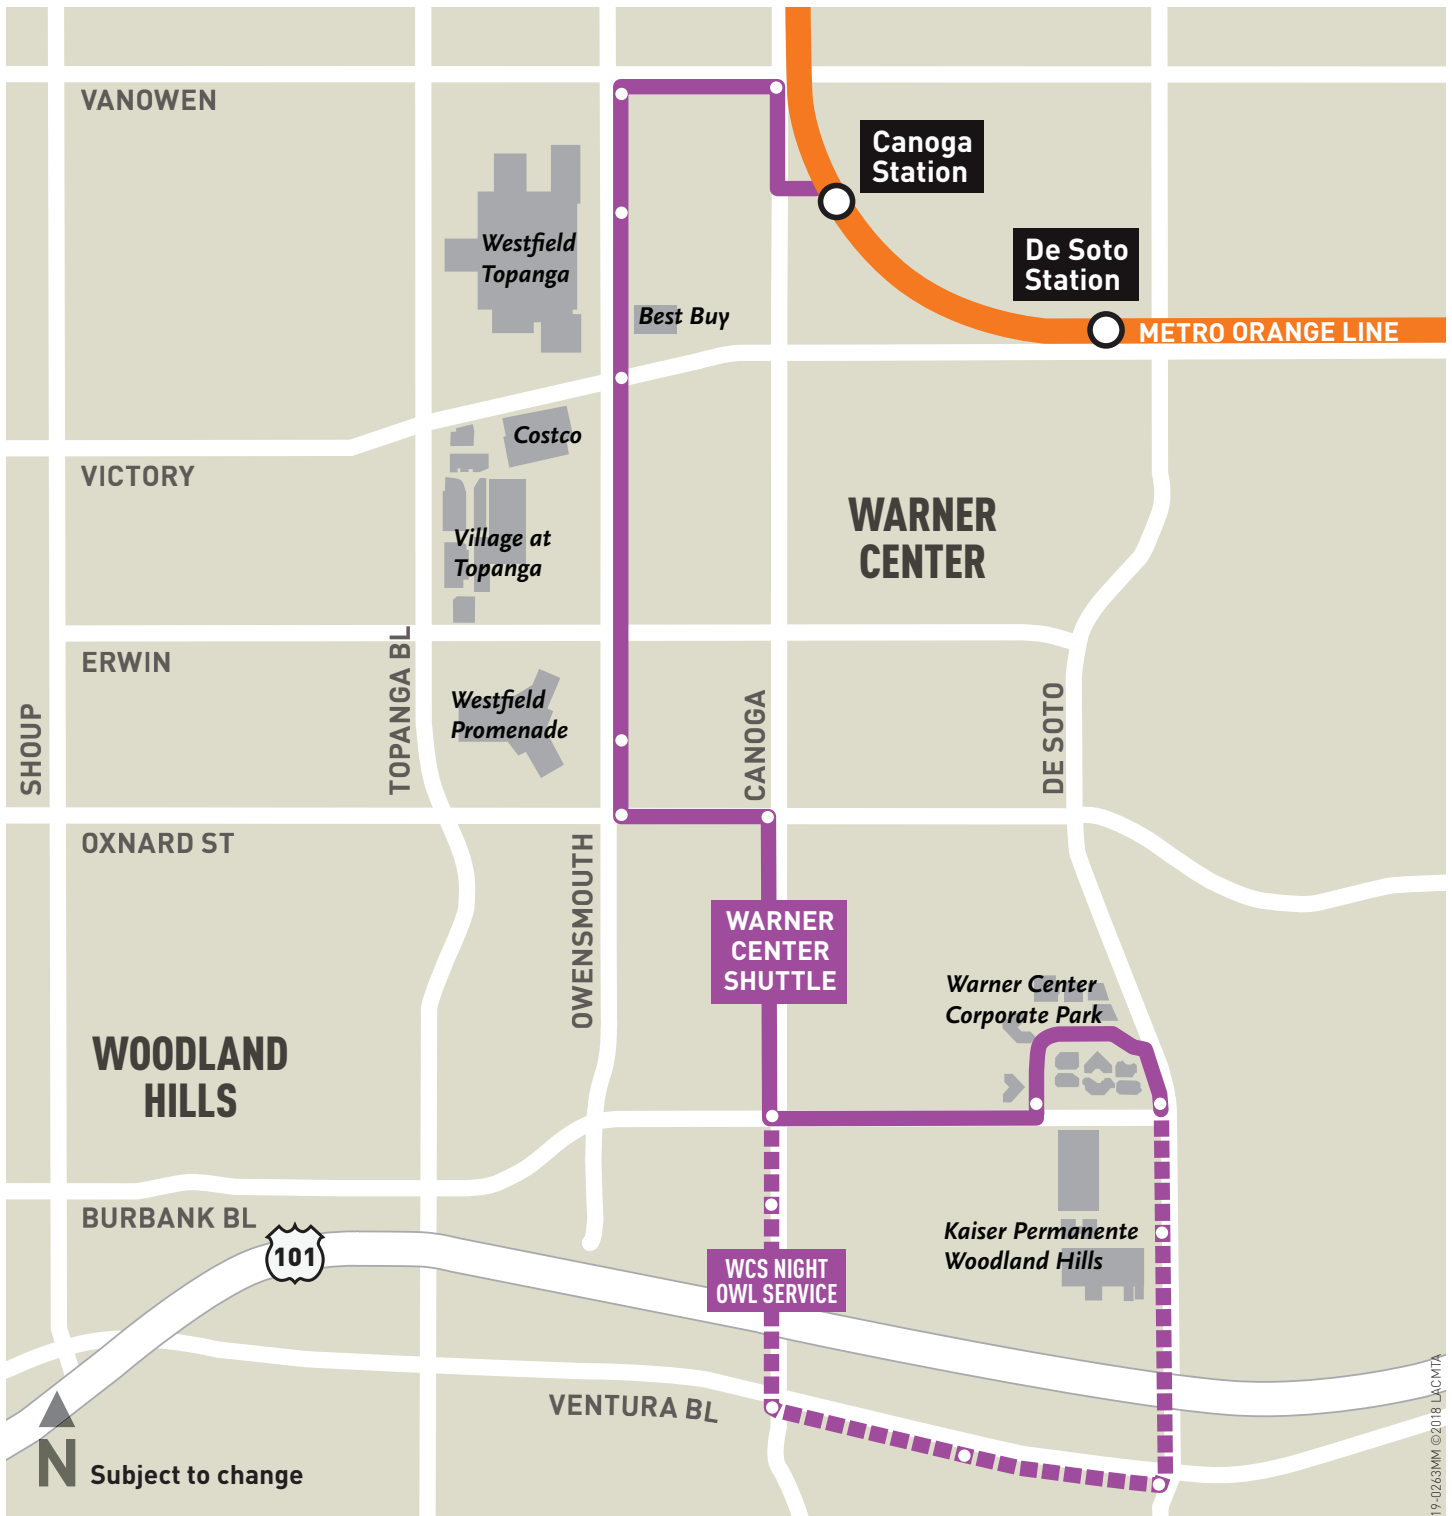 VANOWEN
Canoga
Station
De Soto
Station
Westfield
Topanga
Best Buy
METRO ORANGE LINE
Costco
VICTORY
WARNER
CENTER
Village at
Topanga
ERWIN
TOPANGA BL
Westfield
Promenade
SHOUP
CANOGA
DE SOTO
OXNARD ST
OWENSMOUTH
WARNER
CENTER
SHUTTLE
Warner Center
Corporate Park
WOODLAND
HILLS
BURBANK BL
101
Kaiser Permanente
Woodland Hills
WCS NIGHT
OWL SERVICE
VENTURA BL
N
Subject to change
19-0263MM ©2018 LACMTA